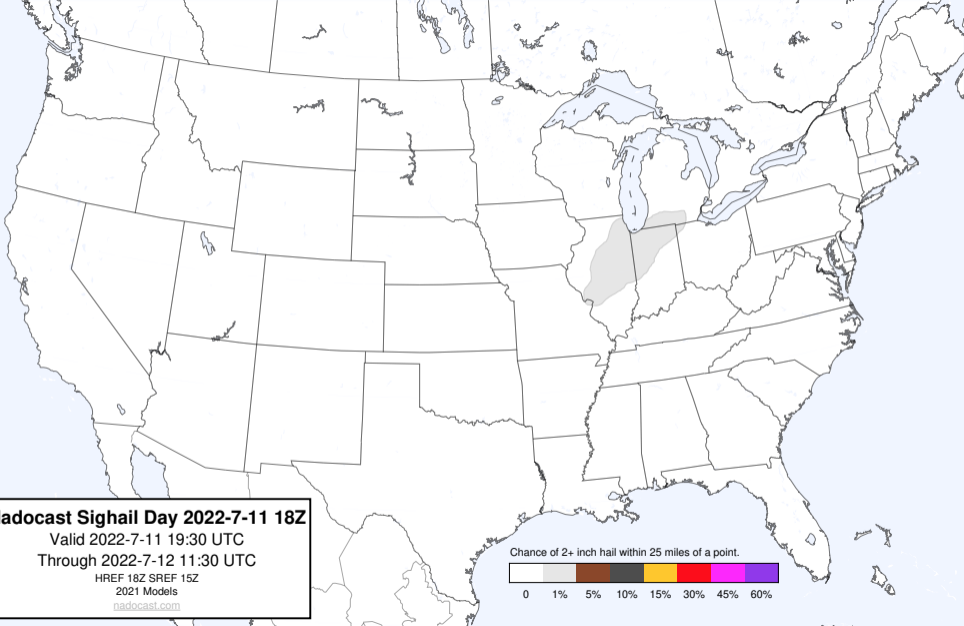 adocast Sighail Day 2022-7-11 18Z
Valid 2022-7-11 19:30 UTC
Through 2022-7-12 11:30 UTC
HREF 18Z SREF 15Z
2021 Models
nadocast.com
Chance of 2+ inch hail within 25 miles of a point.
0 1% 5% 10% 15% 30% 45% 60%